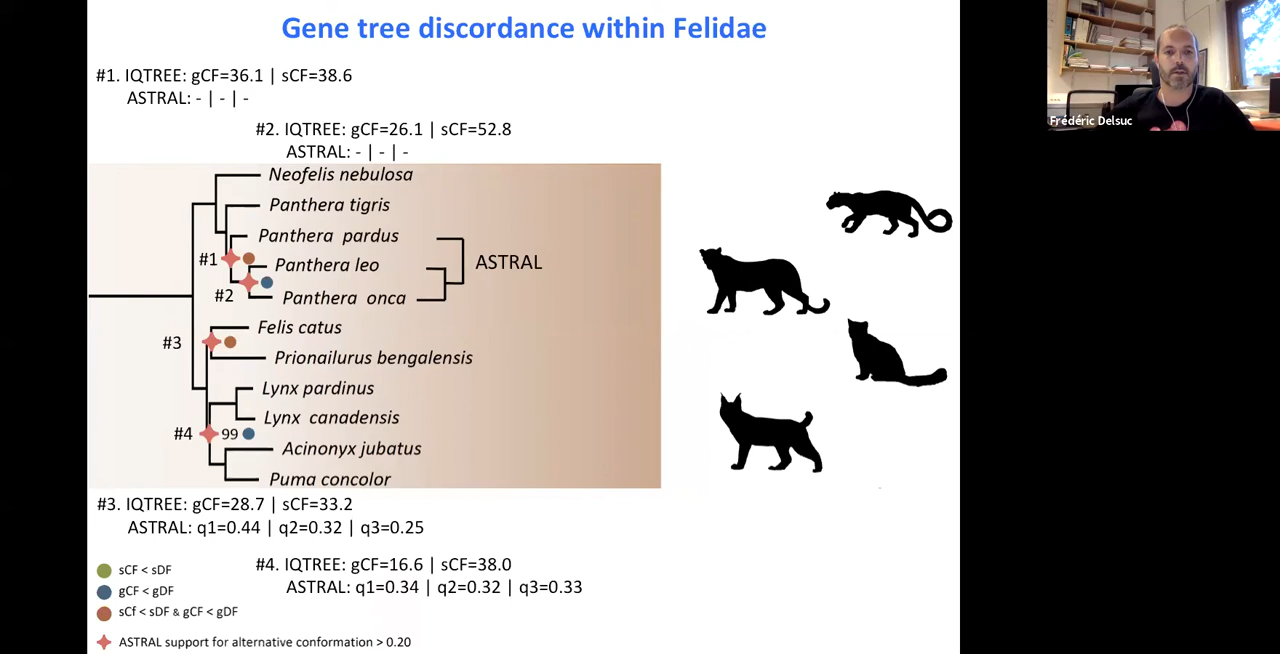 Gene tree discordance within Felidae
#1. IQTREE: gCF=36.1 | sCF=38.6
ASTRAL: - | - | -
#2. IQTREE: gCF=26.1 | sCF=52.8
ASTRAL: - | - | -
Neofelis nebulosa
Panthera tigris
Panthera pardus
#1
Panthera leo
ASTRAL
#2
Panthera onca
Felis catus
#3
Prionailurus bengalensis
Lynx pardinus
Lynx canadensis
#4 99
Acinonyx jubatus
Puma concolor
#3. IQTREE: gCF=28.7 | sCF=33.2
ASTRAL: q1=0.44 | q2=0.32 | q3=0.25
#4. IQTREE: gCF=16.6 | sCF=38.0
ASTRAL: q1=0.34 | q2=0.32 | q3=0.33
sCF < sDF
gCF < gDF
sCf < sDF & gCF < gDF
ASTRAL support for alternative conformation > 0.20
Frédéric Delsuc